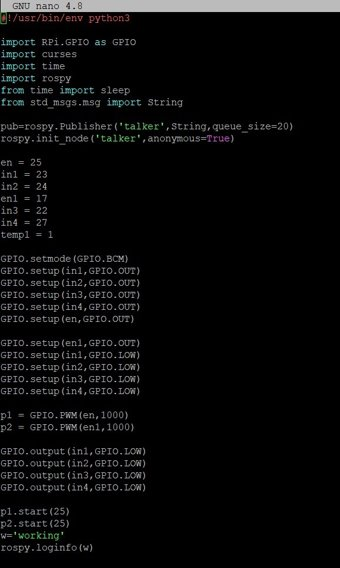 GNU nano 4.8
#!/usr/bin/env python3
import RPi.GPIO as GPIO
import curses
import time
import rospy
from time import sleep
from std_msgs.msg import String
pub=rospy.Publisher('talker',String,queue_size=20)
rospy.init_node('talker',anonymous=True)
en = 25
in1 = 23
in2 = 24
en1 = 17
in3 = 22
in4 = 27
temp1 = 1
GPIO.setmode(GPIO.BCM)
GPIO.setup(in1,GPIO.OUT)
GPIO.setup(in2,GPIO.OUT)
GPIO.setup(in3,GPIO.OUT)
GPIO.setup(in4,GPIO.OUT)
GPIO.setup(en,GPIO.OUT)
GPIO.setup(en1,GPIO.OUT)
GPIO.setup(in1,GPIO.LOW)
GPIO.setup(in2,GPIO.LOW)
GPIO.setup(in3,GPIO.LOW)
GPIO.setup(in4,GPIO.LOW)
p1 = GPIO.PWM(en,1000)
p2 = GPIO.PWM(en1,1000)
GPIO.output(in1,GPIO.LOW)
GPIO.output(in2,GPIO.LOW)
GPIO.output(in3,GPIO.LOW)
GPIO.output(in4,GPIO.LOW)
p1.start(25)
p2.start(25)
w='working'
rospy.loginfo(w)